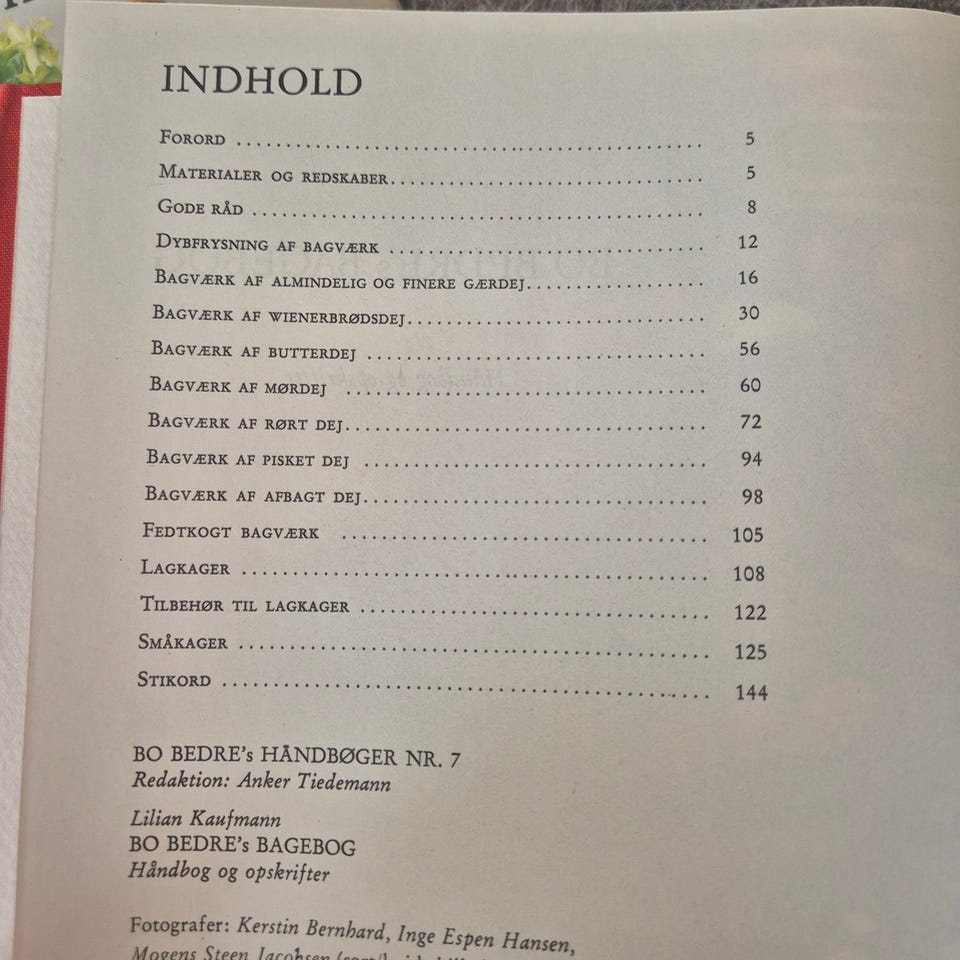 INDHOLD
FORORD ..................................................... 5
MATERIALER OG REDSKABER.................................... 5
GODE RÅD ................................................... 8
DYBFRYSNING AF BAGVÆRK .................................... 12
BAGVÆRK AF ALMINDELIG OG FINERE GÆRDEJ..................... 16
BAGVÆRK AF WIENERBRØDSDEJ.................................. 30
BAGVÆRK AF BUTTERDEJ ...................................... 56
BAGVÆRK AF MØRDEJ ......................................... 60
BAGVÆRK AF RØRT DEJ........................................ 72
BAGVÆRK AF PISKET DEJ ..................................... 94
BAGVÆRK AF AFBAGT DEJ...................................... 98
FEDTKOGT BAGVÆRK .......................................... 105
LAGKAGER .................................................. 108
TILBEHØR TIL LAGKAGER ..................................... 122
SMÅKAGER .................................................. 125
STIKORD ................................................... 144
BO BEDRE's HÅNDBØGER NR. 7
Redaktion: Anker Tiedemann
Lilian Kaufmann
BO BEDRE's BAGEBOG
Håndbog og opskrifter
Fotografer: Kerstin Bernhard, Inge Espen Hansen,
Mogens Steen Jacobsen